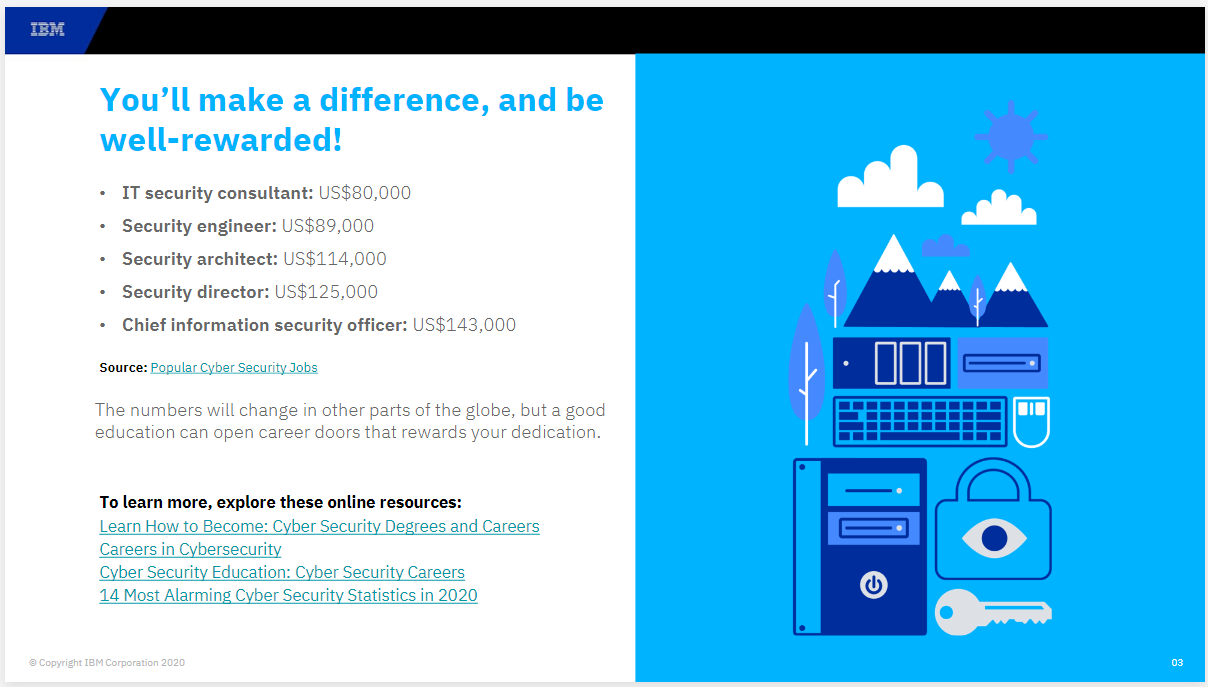 IBM
You’ll make a difference, and be
well-rewarded!
• IT security consultant: US$80,000
• Security engineer: US$89,000
• Security architect: US$114,000
• Security director: US$125,000
• Chief information security officer: US$143,000
Source: Popular Cyber Security Jobs
The numbers will change in other parts of the globe, but a good
education can open career doors that rewards your dedication.
To learn more, explore these online resources:
Learn How to Become: Cyber Security Degrees and Careers
Careers in Cybersecurity
Cyber Security Education: Cyber Security Careers
14 Most Alarming Cyber Security Statistics in 2020
© Copyright IBM Corporation 2020
03